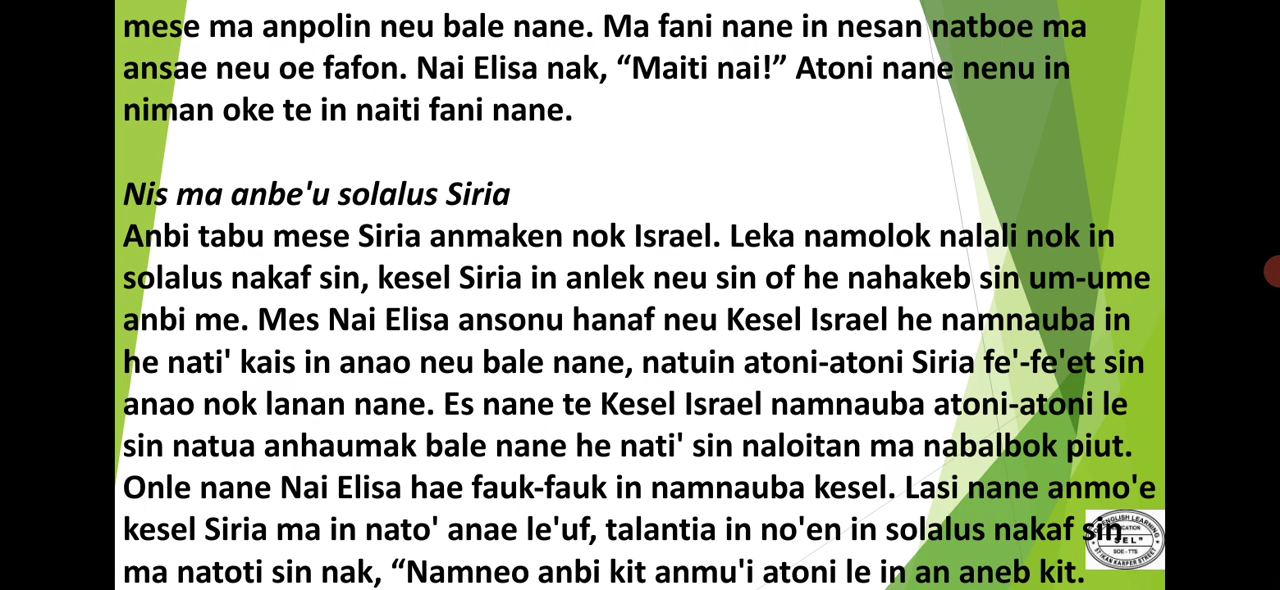 mese ma anpolin neu bale nane. Ma fani nane in nesan natboe ma
ansae neu oe fafon. Nai Elisa nak, “Maiti nai!” Atoni nane nenu in
niman oke te in naiti fani nane.
Nis ma anbe'u solalus Siria
Anbi tabu mese Siria anmaken nok Israel. Leka namolok nalali nok in
solalus nakaf sin, kesel Siria in anlek neu sin of he nahakeb sin um-ume
anbi me. Mes Nai Elisa ansonu hanaf neu Kesel Israel he namnauba in
he nati' kais in anao neu bale nane, natuin atoni-atoni Siria fe'-fe'et sin
anao nok lanan nane. Es nane te Kesel Israel namnauba atoni-atoni le
sin natua anhaumak bale nane he nati' sin naloitan ma nabalbok piut.
Onle nane Nai Elisa hae fauk-fauk in namnauba kesel. Lasi nane anmo'e
kesel Siria ma in nato' anae le'uf, talantia in no'en in solalus nakaf sin
ma natoti sin nak, “Namneo anbi kit anmu'i atoni le in an aneb kit.
ENGLISH LEARNING
SOE - TTS